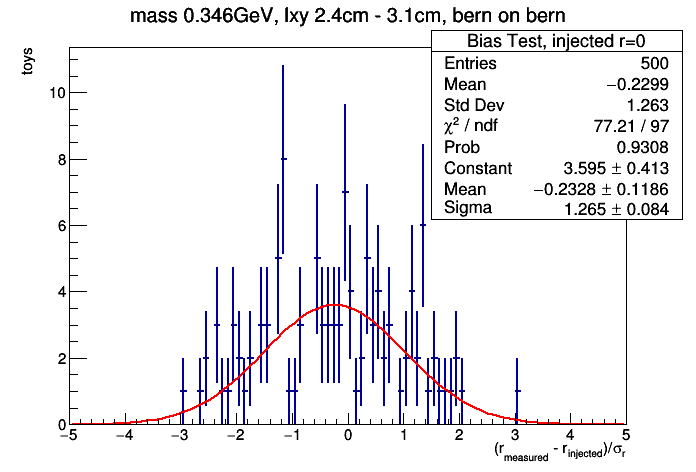 mass 0.346GeV, lxy 2.4cm - 3.1cm, bern on bern
Bias Test, injected r=0
Entries 500
Mean −0.2299
Std Dev 1.263
χ² / ndf 77.21 / 97
Prob 0.9308
Constant 3.595 ± 0.413
Mean −0.2328 ± 0.1186
Sigma 1.265 ± 0.084
toys
10
8
6
4
2
0
−5 −4 −3 −2 −1 0 1 2 3 4 5
(r_measured - r_injected)/σ_r